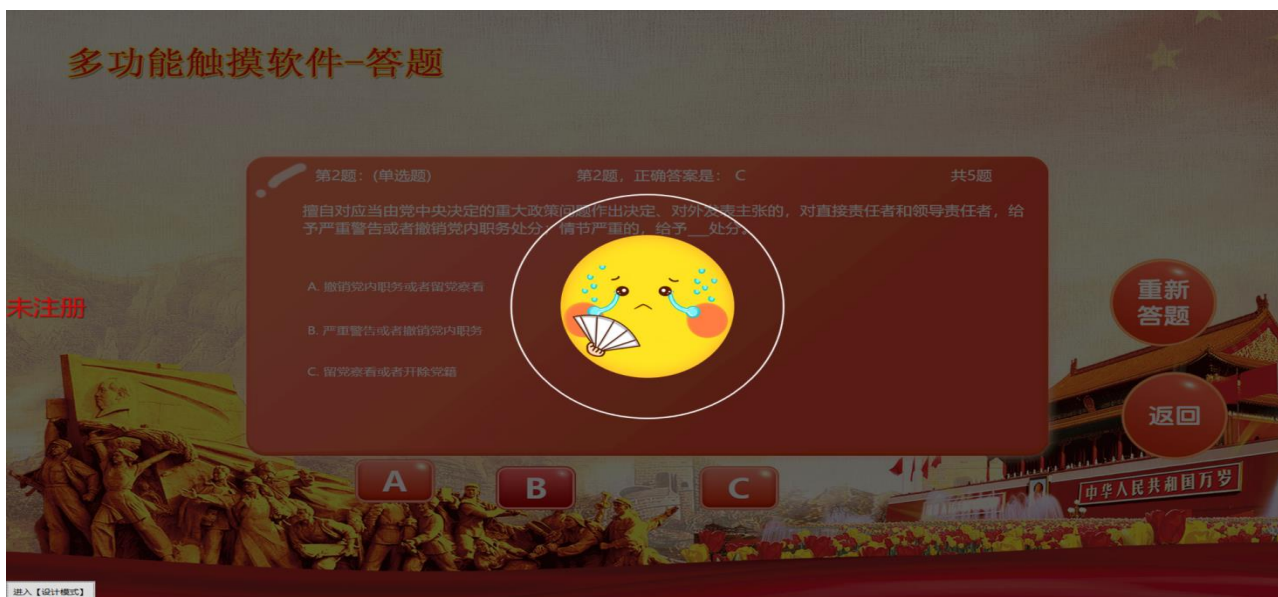 多功能触摸软件-答题
第2题：(单选题)
第2题，正确答案是： C
共5题
擅自对应当由党中央决定的重大政策问题作出决定、对外发表主张的，对直接责任者和领导责任者，给
予严重警告或者撤销党内职务处分；情节严重的，给予__处分。
A. 撤销党内职务或者留党察看
B. 严重警告或者撤销党内职务
C. 留党察看或者开除党籍
未注册
重新
答题
返回
A
B
C
中华人民共和国万岁
进入【设计模式】